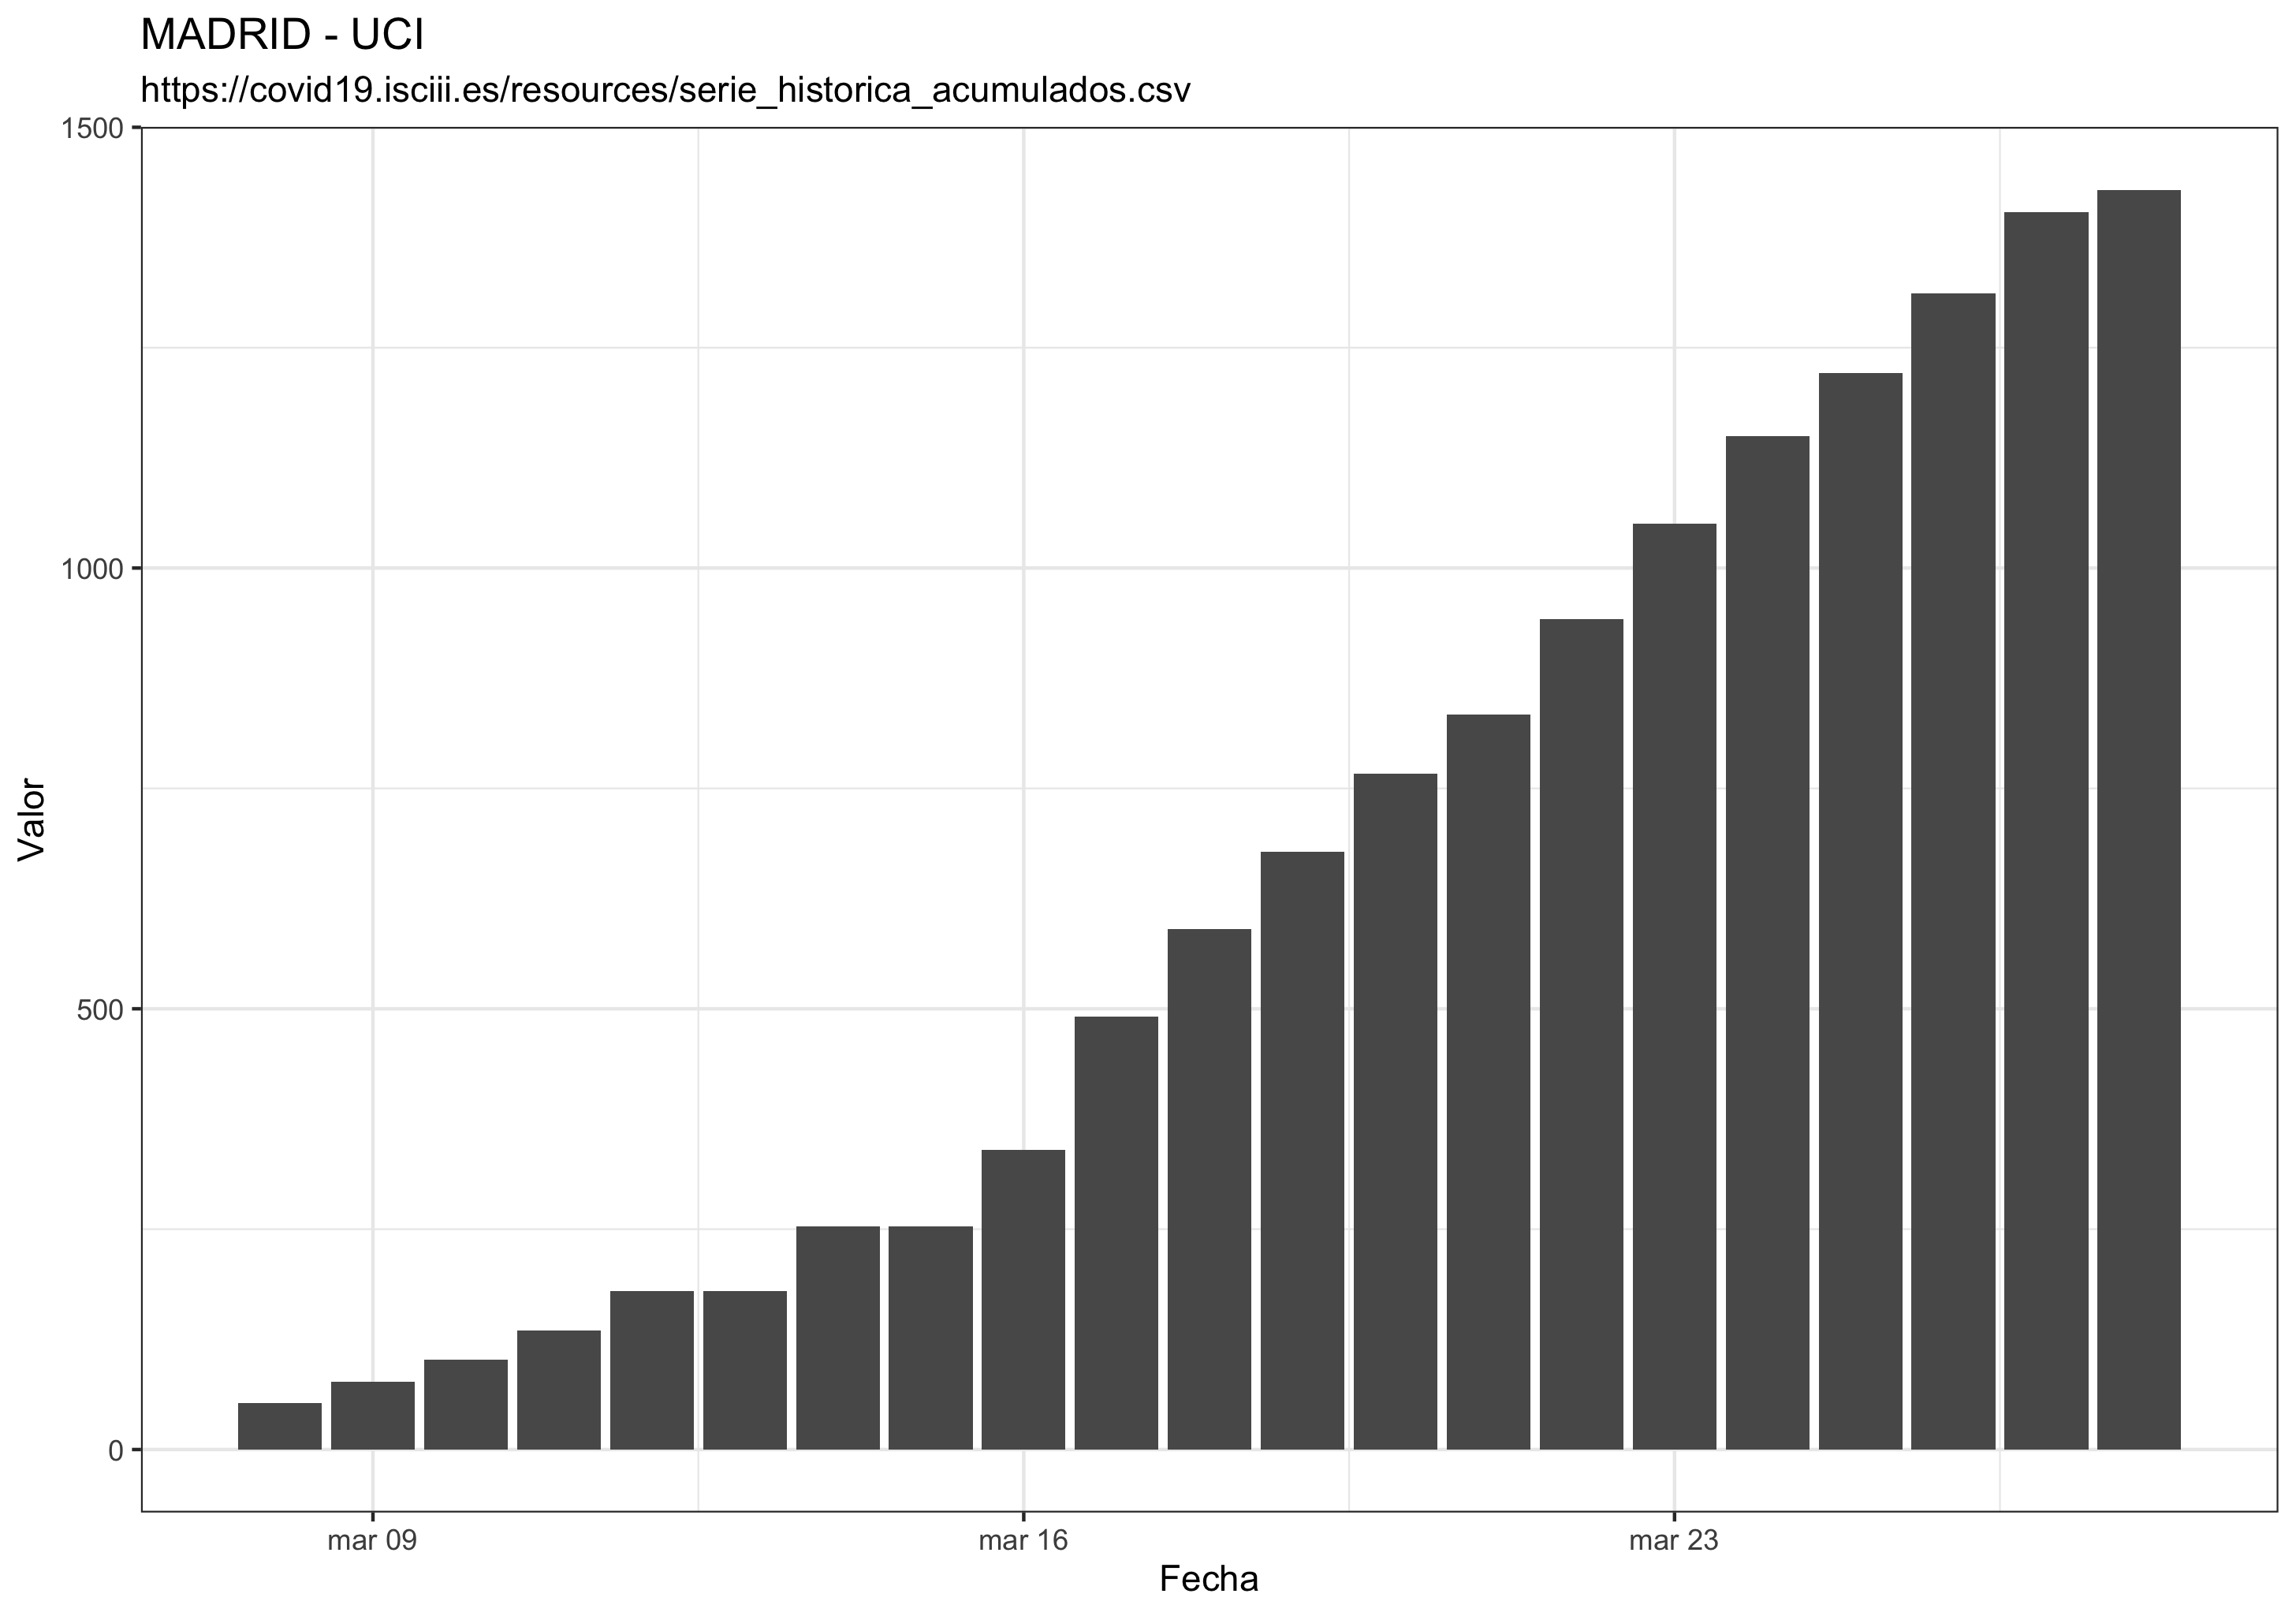 MADRID - UCI
https://covid19.isciii.es/resources/serie_historica_acumulados.csv
1500
1000
500
0
Valor
mar 09
mar 16
mar 23
Fecha